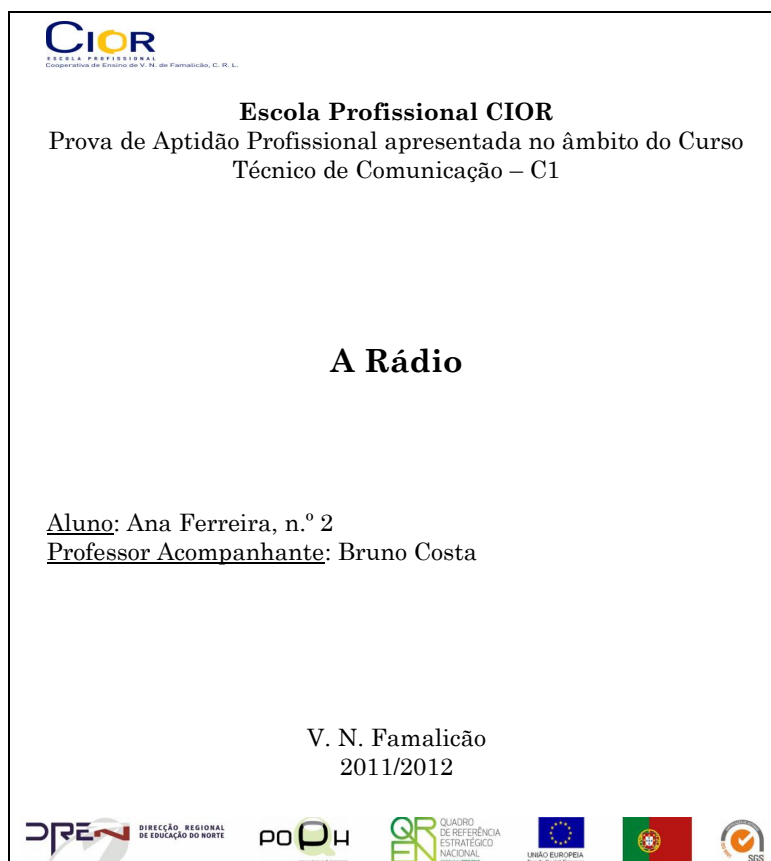 CIOR
ESCOLA PROFISSIONAL
Cooperativa de Ensino de V. N. de Famalicão, C. R. L.
Escola Profissional CIOR
Prova de Aptidão Profissional apresentada no âmbito do Curso
Técnico de Comunicação – C1
A Rádio
Aluno: Ana Ferreira, n.º 2
Professor Acompanhante: Bruno Costa
V. N. Famalicão
2011/2012
DREN
DIRECÇÃO REGIONAL
DE EDUCAÇÃO DO NORTE
POPH
QREN
QUADRO
DE REFERÊNCIA
ESTRATÉGICO
NACIONAL
UNIÃO EUROPEIA
SGS